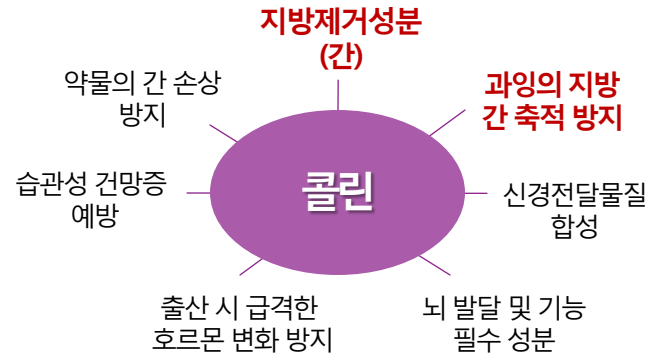 지방제거성분
(간)
과잉의 지방
간 축적 방지
신경전달물질
합성
뇌 발달 및 기능
필수 성분
출산 시 급격한
호르몬 변화 방지
습관성 건망증
예방
약물의 간 손상
방지
콜린